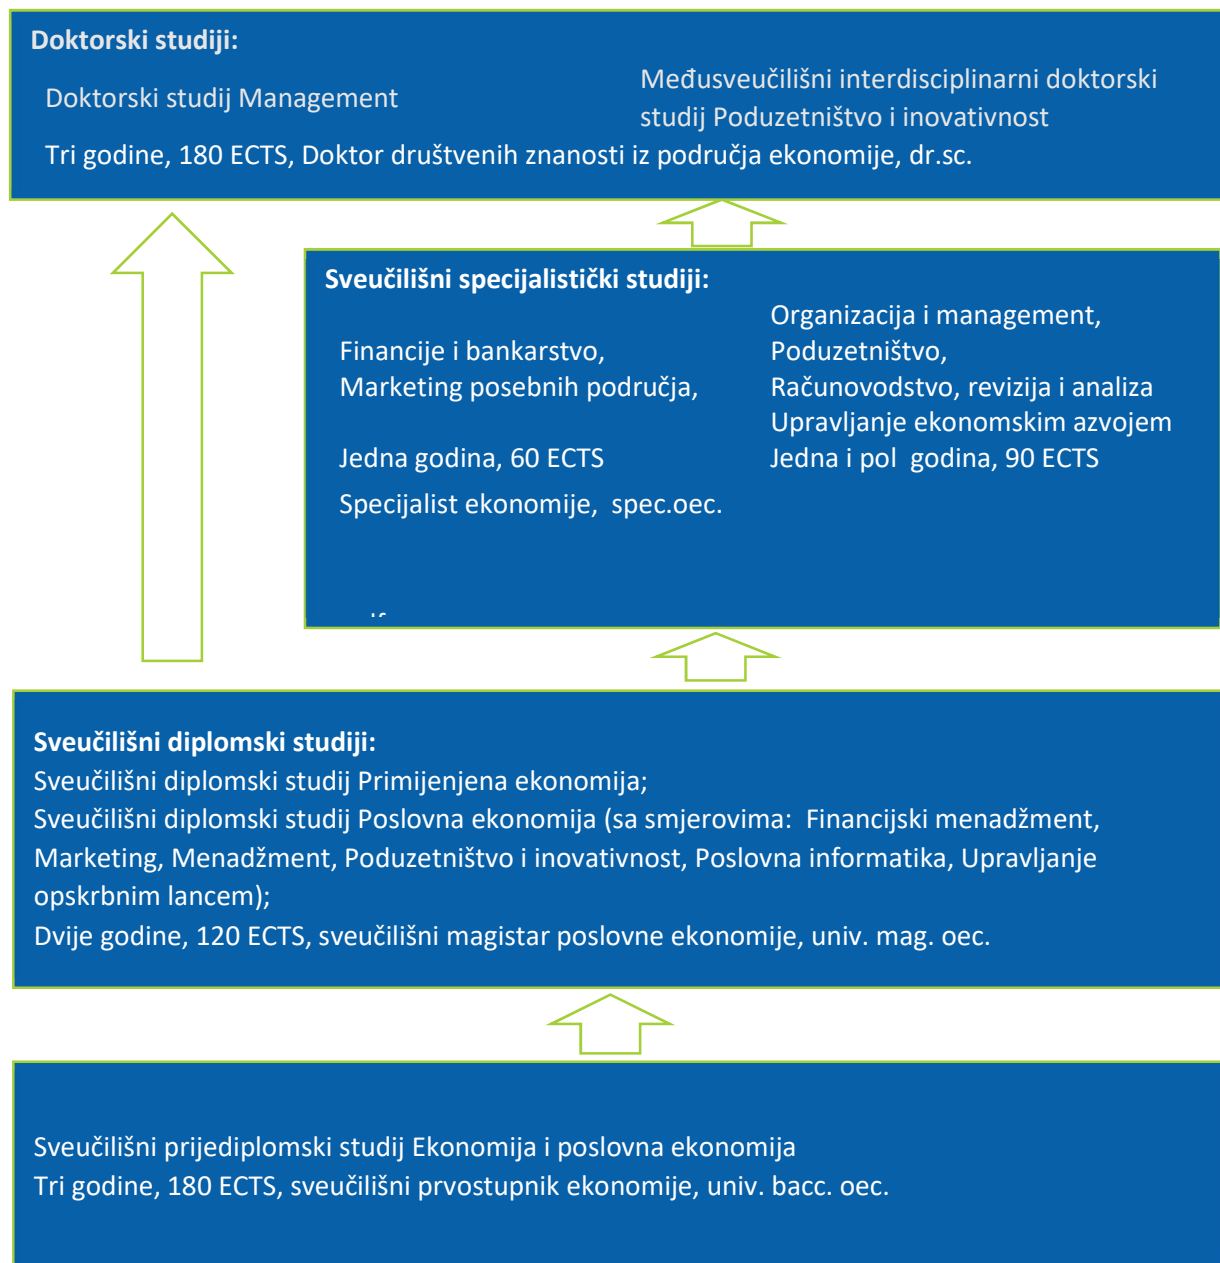 Doktorski studiji:
Doktorski studij Management
Međusveučilišni interdisciplinarni doktorski
studij Poduzetništvo i inovativnost
Tri godine, 180 ECTS, Doktor društvenih znanosti iz područja ekonomije, dr.sc.
Sveučilišni specijalistički studiji:
Financije i bankarstvo,
Marketing posebnih područja,
Jedna godina, 60 ECTS
Organizacija i management,
Poduzetništvo,
Računovodstvo, revizija i analiza
Upravljanje ekonomskim azvojem
Jedna i pol  godina, 90 ECTS
Specijalist ekonomije,  spec.oec.
Sveučilišni diplomski studiji:
Sveučilišni diplomski studij Primijenjena ekonomija;
Sveučilišni diplomski studij Poslovna ekonomija (sa smjerovima:  Financijski menadžment,
Marketing, Menadžment, Poduzetništvo i inovativnost, Poslovna informatika, Upravljanje
opskrbnim lancem);
Dvije godine, 120 ECTS, sveučilišni magistar poslovne ekonomije, univ. mag. oec.
Sveučilišni prijediplomski studij Ekonomija i poslovna ekonomija
Tri godine, 180 ECTS, sveučilišni prvostupnik ekonomije, univ. bacc. oec.